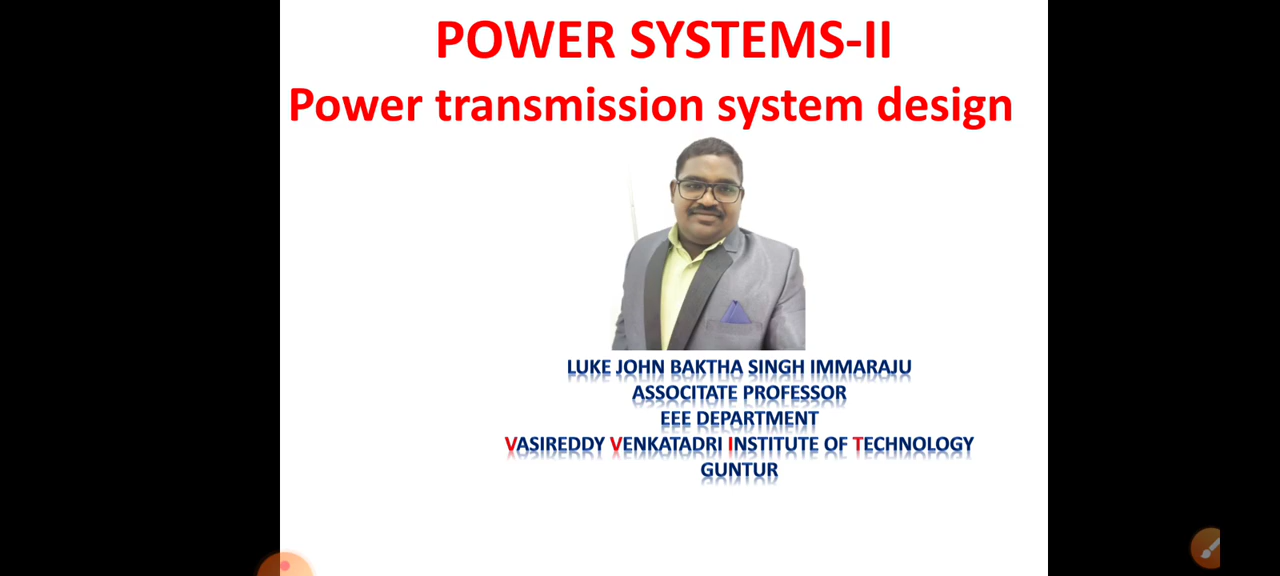 POWER SYSTEMS-II
Power transmission system design
LUKE JOHN BAKTHA SINGH IMMARAJU
ASSOCITATE PROFESSOR
EEE DEPARTMENT
VASIREDDY VENKATADRI INSTITUTE OF TECHNOLOGY
GUNTUR